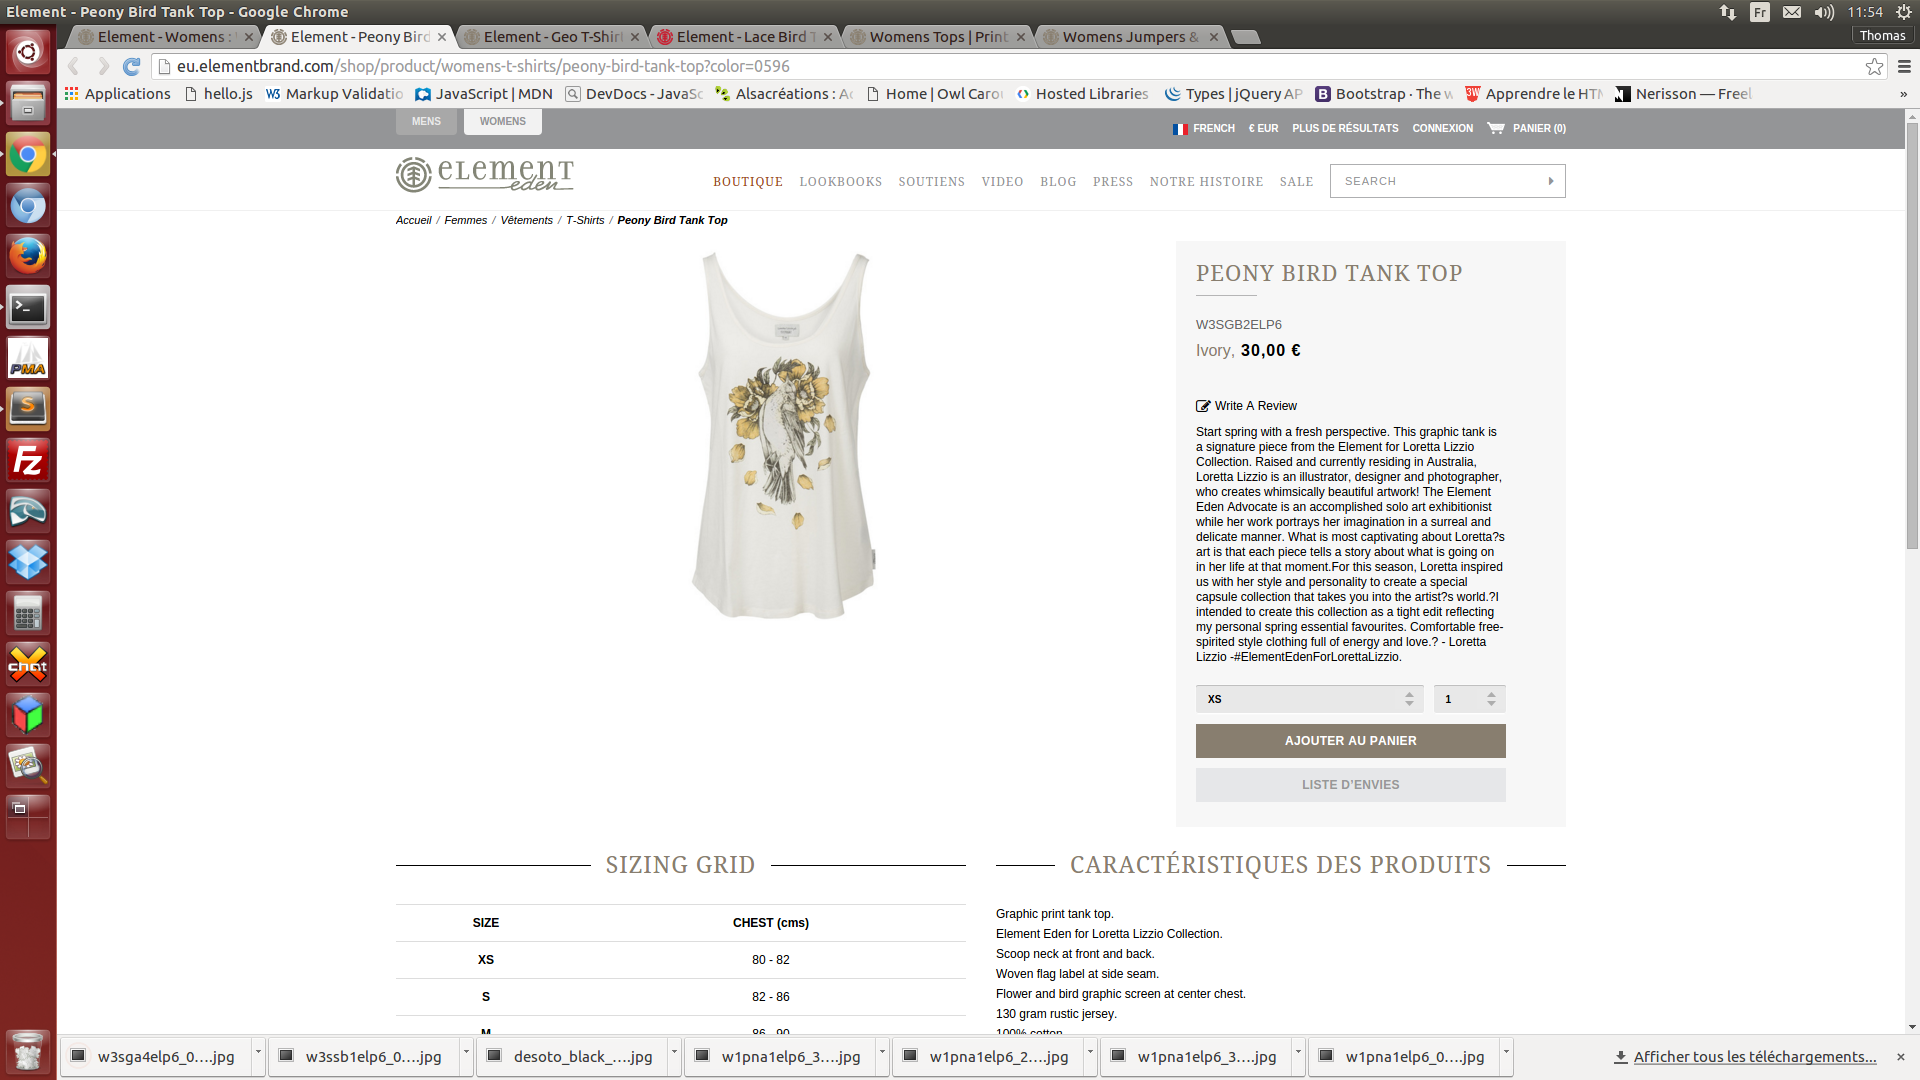 Element - Peony Bird Tank Top - Google Chrome
Fr
11:54
Element - Womens :
Element - Peony Bird
Element - Geo T-Shirt
Element - Lace Bird T
Womens Tops | Print
Womens Jumpers &
Thomas
eu.elementbrand.com/shop/product/womens-t-shirts/peony-bird-tank-top?color=0596
Applications
hello.js
Markup Validatio
JavaScript | MDN
DevDocs - JavaSc
Alsacréations : Ac
Home | Owl Carou
Hosted Libraries
Types | jQuery AP
Bootstrap · The w
Apprendre le HTM
Nerisson — Freel
»
MENS
WOMENS
FRENCH
€ EUR
PLUS DE RÉSULTATS
CONNEXION
PANIER (0)
ELEMENT
eden
BOUTIQUE
LOOKBOOKS
SOUTIENS
VIDEO
BLOG
PRESS
NOTRE HISTOIRE
SALE
SEARCH
Accueil / Femmes / Vêtements / T-Shirts / Peony Bird Tank Top
PEONY BIRD TANK TOP
W3SGB2ELP6
Ivory, 30,00 €
Write A Review
Start spring with a fresh perspective. This graphic tank is
a signature piece from the Element for Loretta Lizzio
Collection. Raised and currently residing in Australia,
Loretta Lizzio is an illustrator, designer and photographer,
who creates whimsically beautiful artwork! The Element
Eden Advocate is an accomplished solo art exhibitionist
while her work portrays her imagination in a surreal and
delicate manner. What is most captivating about Loretta?s
art is that each piece tells a story about what is going on
in her life at that moment.For this season, Loretta inspired
us with her style and personality to create a special
capsule collection that takes you into the artist?s world.?I
intended to create this collection as a tight edit reflecting
my personal spring essential favourites. Comfortable free-
spirited style clothing full of energy and love.? - Loretta
Lizzio -#ElementEdenForLorettaLizzio.
XS
1
AJOUTER AU PANIER
LISTE D'ENVIES
SIZING GRID
SIZE
CHEST (cms)
XS
80 - 82
S
82 - 86
M
86 - 90
CARACTÉRISTIQUES DES PRODUITS
Graphic print tank top.
Element Eden for Loretta Lizzio Collection.
Scoop neck at front and back.
Woven flag label at side seam.
Flower and bird graphic screen at center chest.
130 gram rustic jersey.
100% cotton
PMA
S
Fz
chat
w3sga4elp6_0....jpg
w3ssb1elp6_0....jpg
desoto_black_....jpg
w1pna1elp6_3....jpg
w1pna1elp6_2....jpg
w1pna1elp6_3....jpg
w1pna1elp6_0....jpg
Afficher tous les téléchargements...